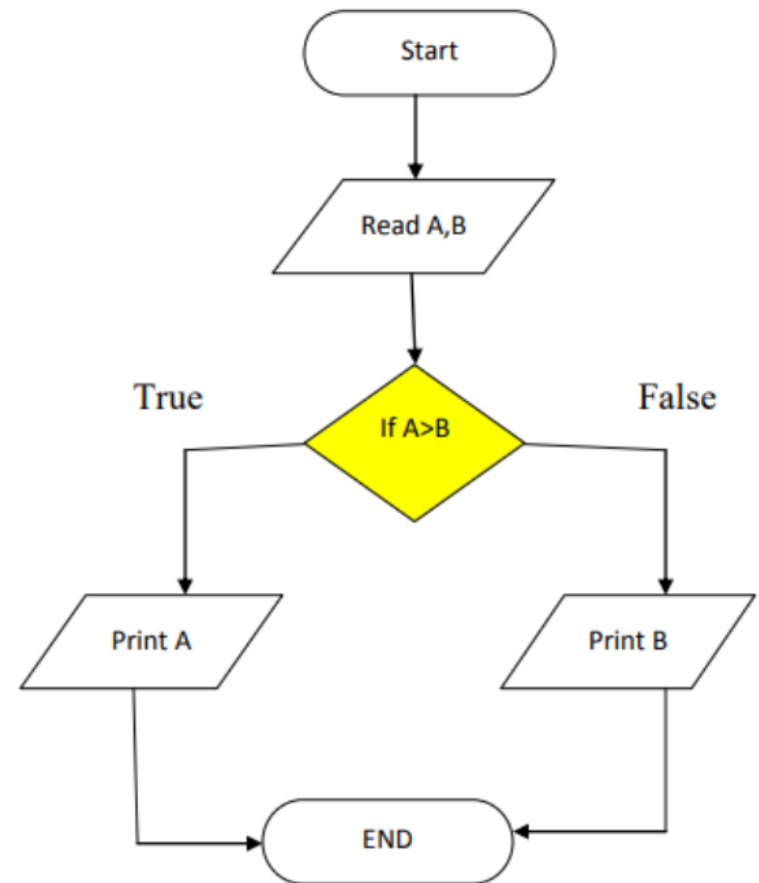 Start
Read A,B
True
False
If A>B
Print A
Print B
END